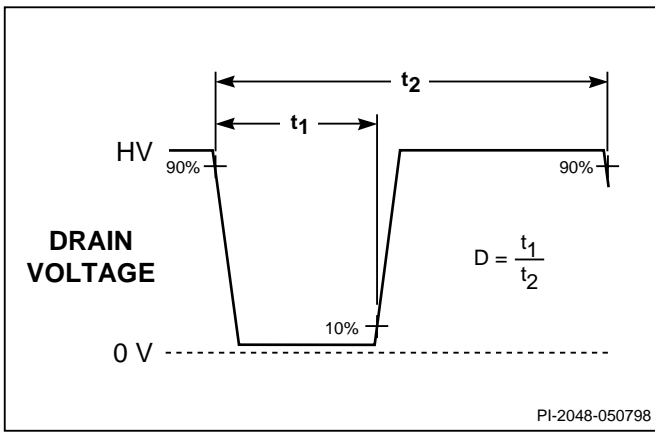 t2
t1
HV
90%
90%
DRAIN
VOLTAGE
D = t1
t2
10%
0 V
PI-2048-050798